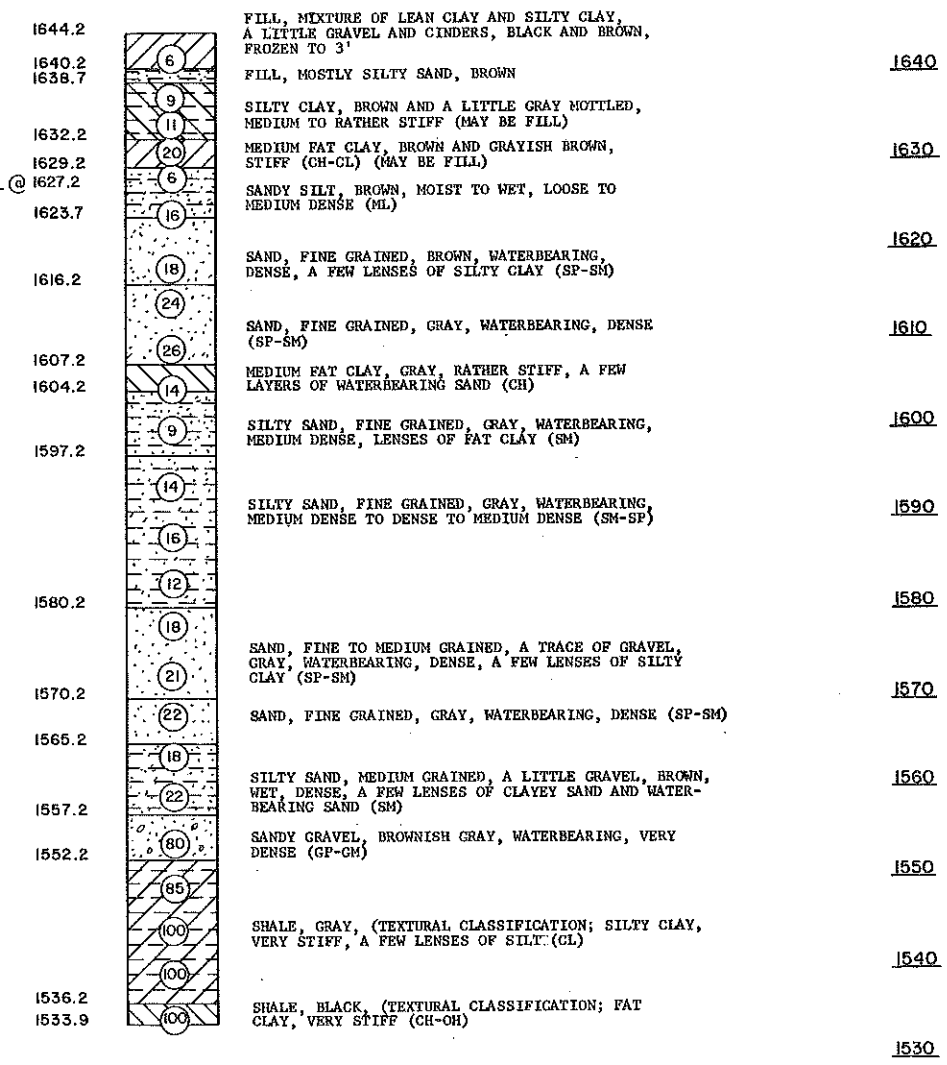 1644.2
FILL, MIXTURE OF LEAN CLAY AND SILTY CLAY,
A LITTLE GRAVEL AND CINDERS, BLACK AND BROWN,
FROZEN TO 3'
6
1640.2
1640
1638.7
FILL, MOSTLY SILTY SAND, BROWN
9
11
SILTY CLAY, BROWN AND A LITTLE GRAY MOTTLED,
MEDIUM TO RATHER STIFF (MAY BE FILL)
1632.2
20
MEDIUM FAT CLAY, BROWN AND GRAYISH BROWN,
STIFF (CH-CL) (MAY BE FILL)
1630
1629.2
@ 1627.2
6
SANDY SILT, BROWN, MOIST TO WET, LOOSE TO
MEDIUM DENSE (ML)
1623.7
16
1620
18
SAND, FINE GRAINED, BROWN, WATERBEARING,
DENSE, A FEW LENSES OF SILTY CLAY (SP-SM)
1616.2
24
26
SAND, FINE GRAINED, GRAY, WATERBEARING, DENSE
(SP-SM)
1610
1607.2
MEDIUM FAT CLAY, GRAY, RATHER STIFF, A FEW
LAYERS OF WATERBEARING SAND (CH)
1604.2
14
9
SILTY SAND, FINE GRAINED, GRAY, WATERBEARING,
MEDIUM DENSE, LENSES OF FAT CLAY (SM)
1600
1597.2
14
SILTY SAND, FINE GRAINED, GRAY, WATERBEARING,
MEDIUM DENSE TO DENSE TO MEDIUM DENSE (SM-SP)
1590
16
12
1580.2
1580
18
SAND, FINE TO MEDIUM GRAINED, A TRACE OF GRAVEL,
GRAY, WATERBEARING, DENSE, A FEW LENSES OF SILTY
CLAY (SP-SM)
21
1570.2
1570
22
SAND, FINE GRAINED, GRAY, WATERBEARING, DENSE (SP-SM)
1565.2
18
22
SILTY SAND, MEDIUM GRAINED, A LITTLE GRAVEL, BROWN,
WET, DENSE, A FEW LENSES OF CLAYEY SAND AND WATER-
BEARING SAND (SM)
1560
1557.2
80
SANDY GRAVEL, BROWNISH GRAY, WATERBEARING, VERY
DENSE (GP-GM)
1552.2
1550
85
100
SHALE, GRAY, (TEXTURAL CLASSIFICATION; SILTY CLAY,
VERY STIFF, A FEW LENSES OF SILT (CL)
1540
100
1536.2
SHALE, BLACK, (TEXTURAL CLASSIFICATION; FAT
CLAY, VERY STIFF (CH-OH)
1533.9
100
1530